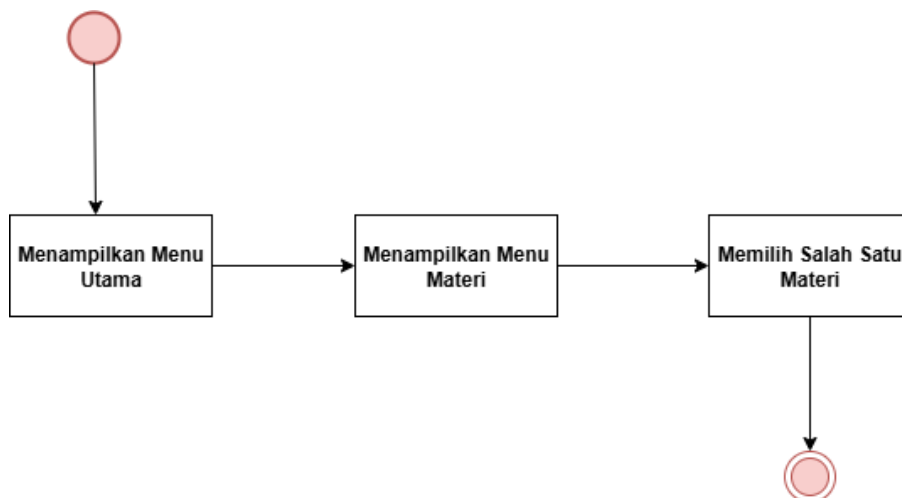 Menampilkan Menu
Utama
Menampilkan Menu
Materi
Memilih Salah Satu
Materi